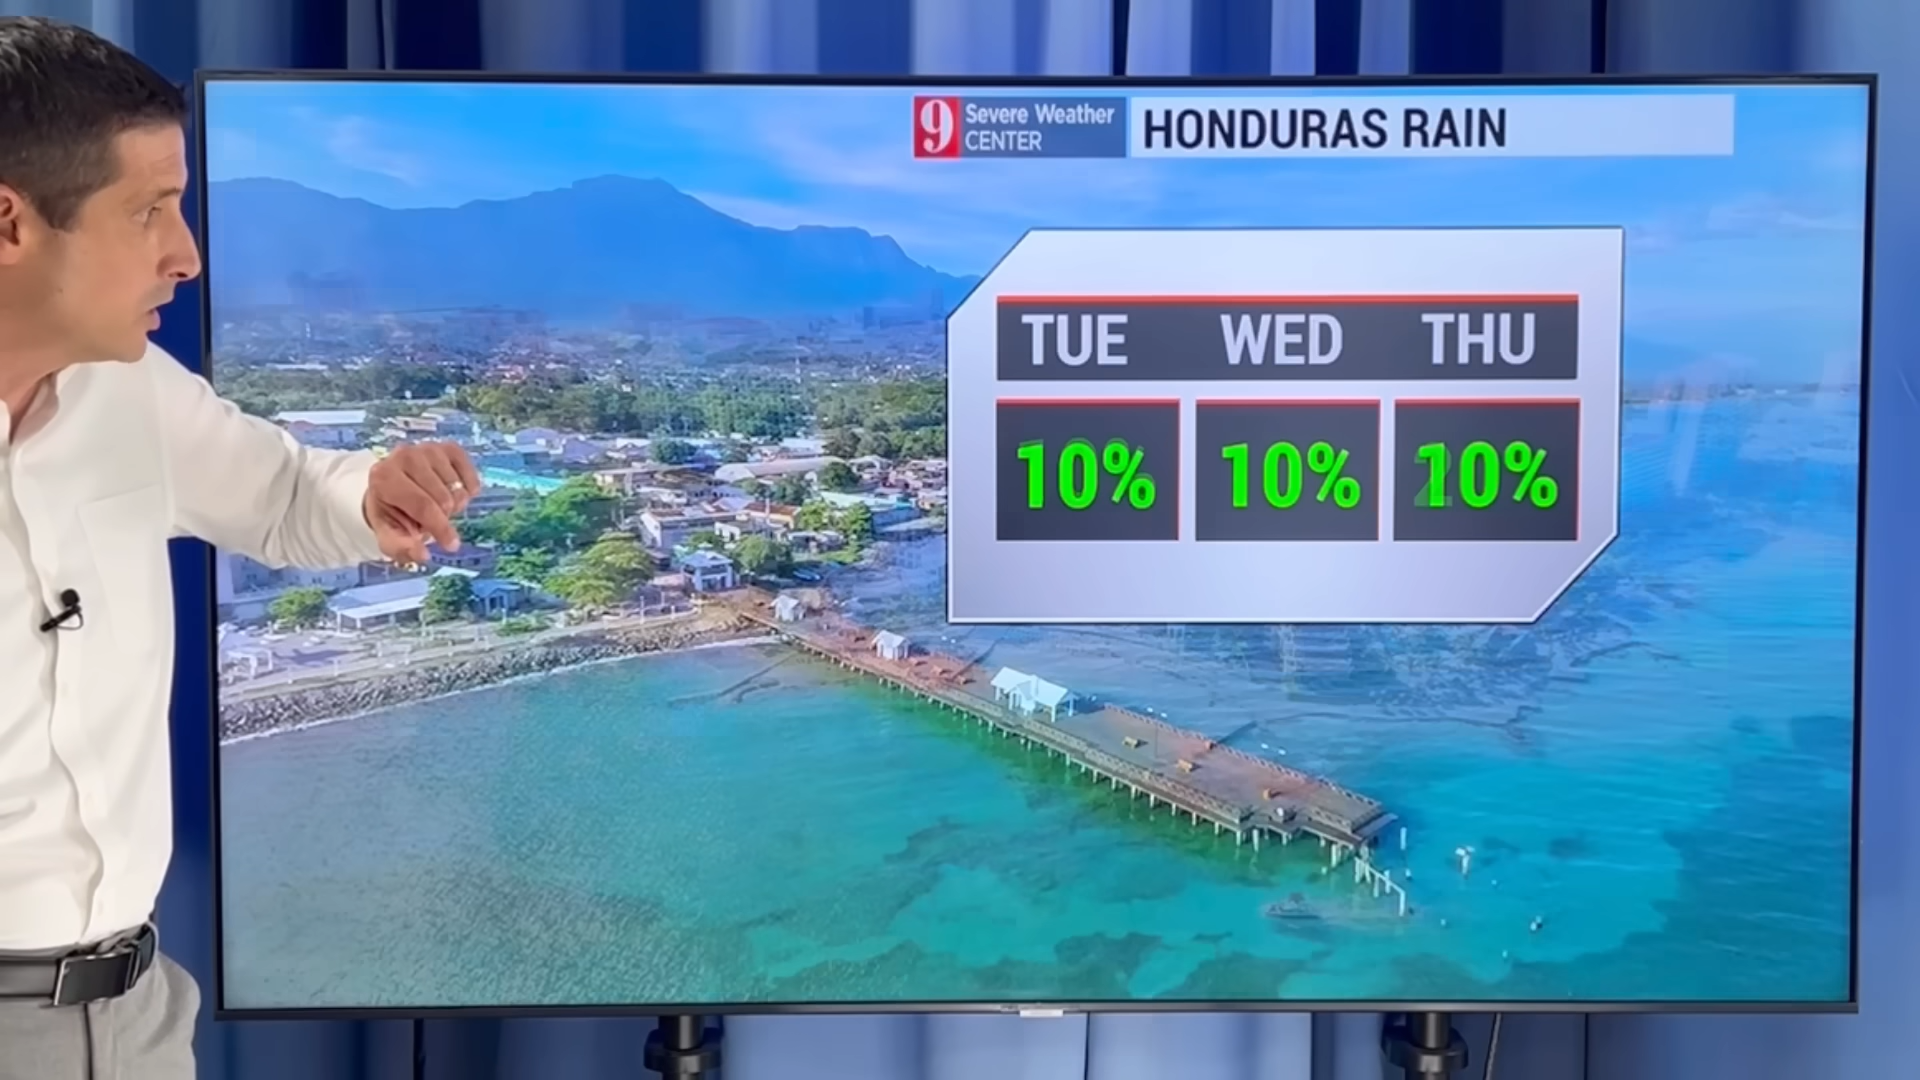 9 Severe Weather
CENTER
HONDURAS RAIN
TUE WED THU
10% 10% 10%